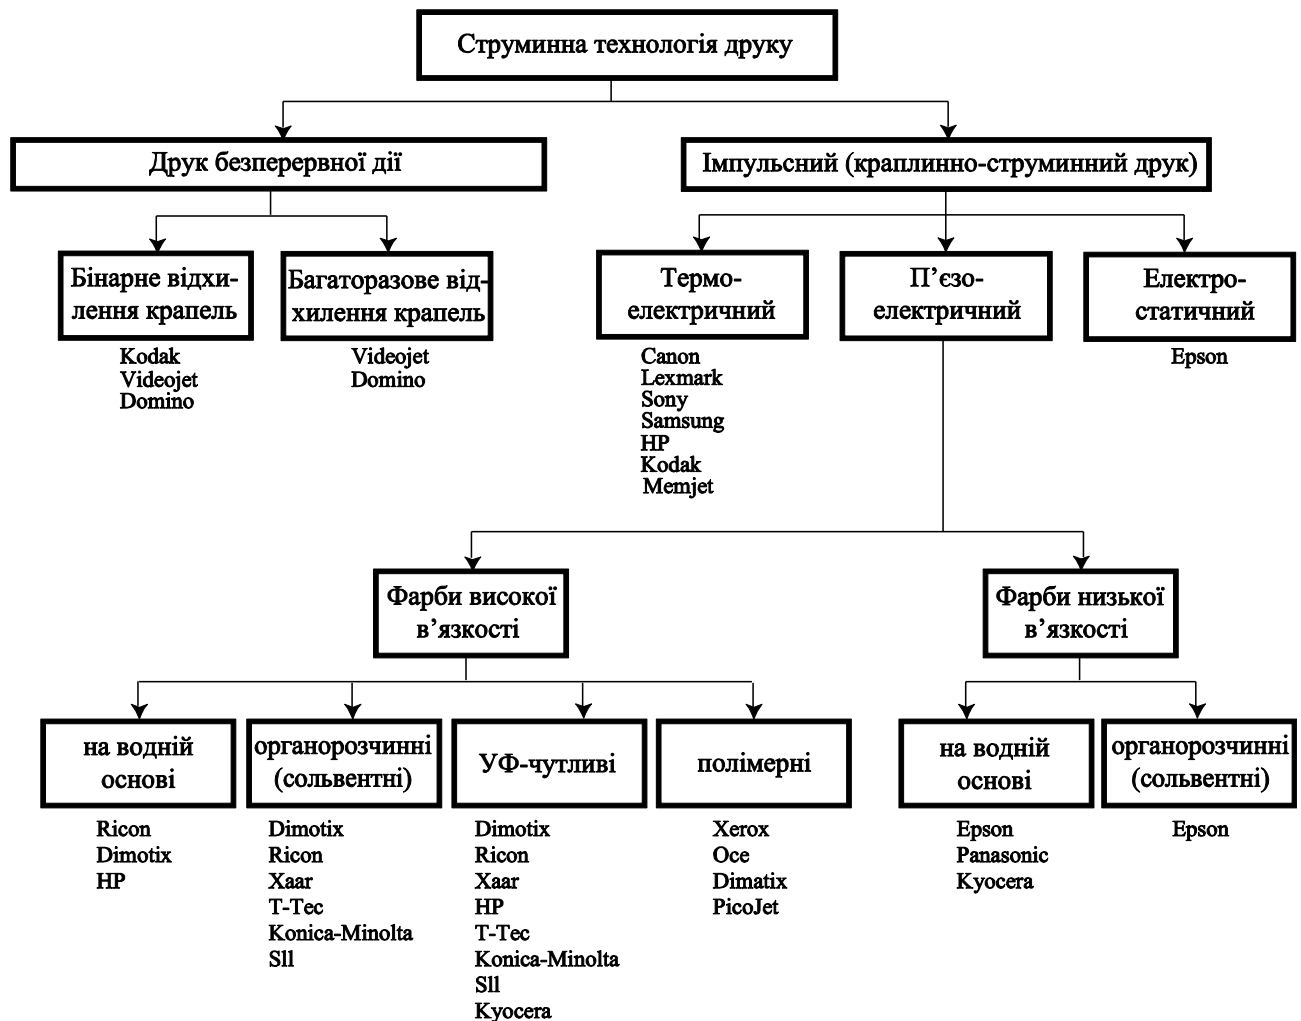 Струминна технологія друку
Друк безперервної дії
Імпульсний (краплинно-струминний друк)
Бінарне відхи-
лення крапель
Kodak
Videojet
Domino
Багаторазове від-
хилення крапель
Videojet
Domino
Термо-
електричний
Canon
Lexmark
Sony
Samsung
HP
Kodak
Memjet
П’єзо-
електричний
Електро-
статичний
Epson
Фарби високої
в’язкості
Фарби низької
в’язкості
на водній
основі
Ricon
Dimotix
HP
органорозчинні
(сольвентні)
Dimotix
Ricon
Xaar
T-Tec
Konica-Minolta
Sll
УФ-чутливі
Dimotix
Ricon
Xaar
HP
T-Tec
Konica-Minolta
Sll
Kyocera
полімерні
Xerox
Oce
Dimatix
PicoJet
на водній
основі
Epson
Panasonic
Kyocera
органорозчинні
(сольвентні)
Epson